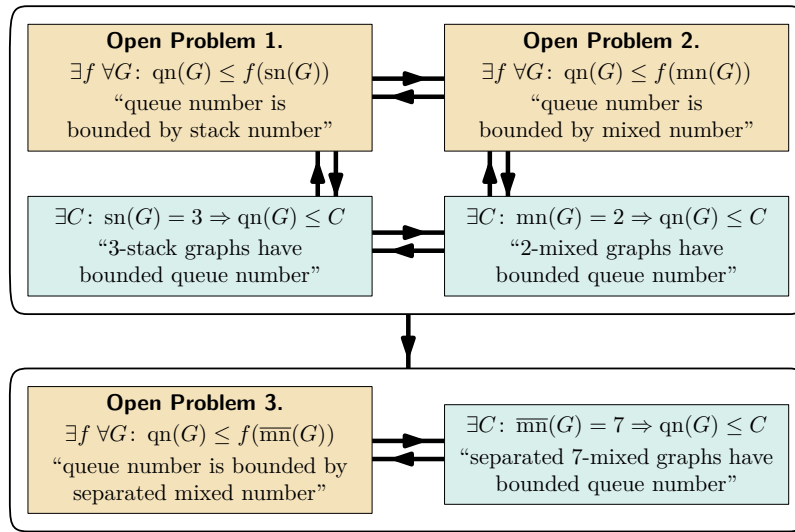 Open Problem 1.
∃f ∀G: qn(G) ≤ f(sn(G))
“queue number is
bounded by stack number”
Open Problem 2.
∃f ∀G: qn(G) ≤ f(mn(G))
“queue number is
bounded by mixed number”
∃C: sn(G) = 3 ⇒ qn(G) ≤ C
“3-stack graphs have
bounded queue number”
∃C: mn(G) = 2 ⇒ qn(G) ≤ C
“2-mixed graphs have
bounded queue number”
Open Problem 3.
∃f ∀G: qn(G) ≤ f(m̅n̅(G))
“queue number is bounded by
separated mixed number”
∃C: m̅n̅(G) = 7 ⇒ qn(G) ≤ C
“separated 7-mixed graphs have
bounded queue number”